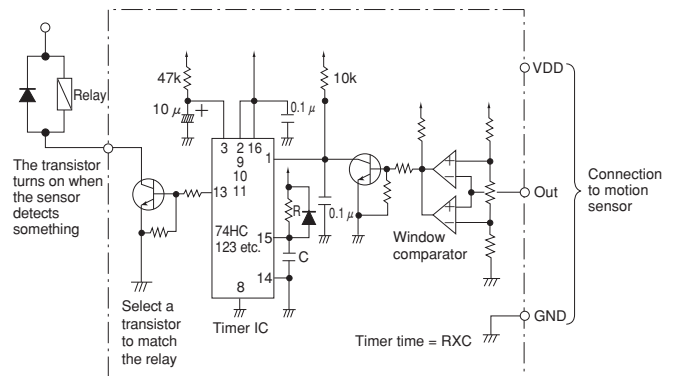 VDD
47k
10k
Relay
10 μ
+
0.1 μ
3 2 16
9
10
11
1
13
The transistor
turns on when
the sensor
detects
something
+
−
Out
Connection
to motion
sensor
+
−
R
0.1 μ
74HC
123 etc.
15
C
Window
comparator
14
8
Select a
transistor
to match
the relay
Timer IC
GND
Timer time = RXC